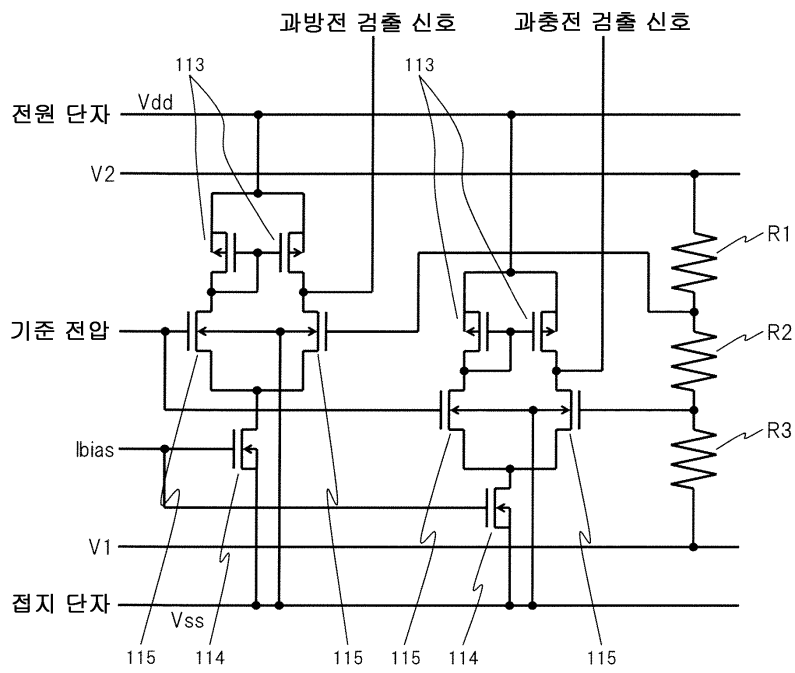 과방전 검출 신호 과충전 검출 신호
113 113
전원 단자 Vdd
V2
R1
기준 전압 R2
R3
Ibias
V1
접지 단자 Vss
115 114 115 115 114 115